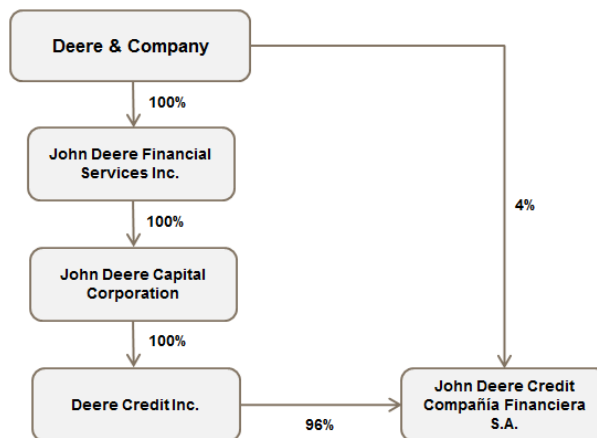 Deere & Company
100%
John Deere Financial
Services Inc.
100%
4%
John Deere Capital
Corporation
100%
Deere Credit Inc.
96%
John Deere Credit
Compañía Financiera
S.A.